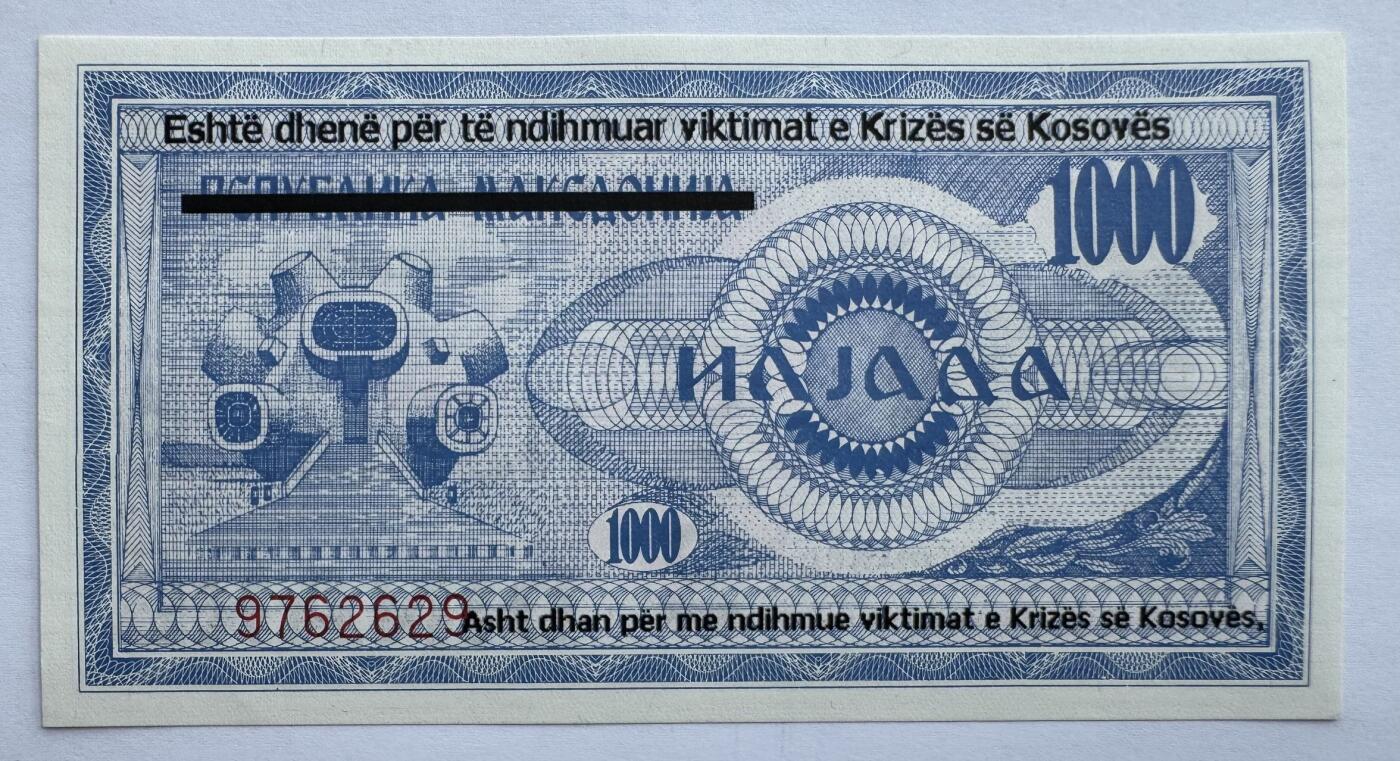 Eshtë dhenë për të ndihmuar viktimat e Krizës së Kosovës
РЕПУБЛИКА МАКЕДОНИЈА
1000
ИЛЈАДА
1000
9762629
Asht dhan për me ndihmue viktimat e Krizës së Kosovës,